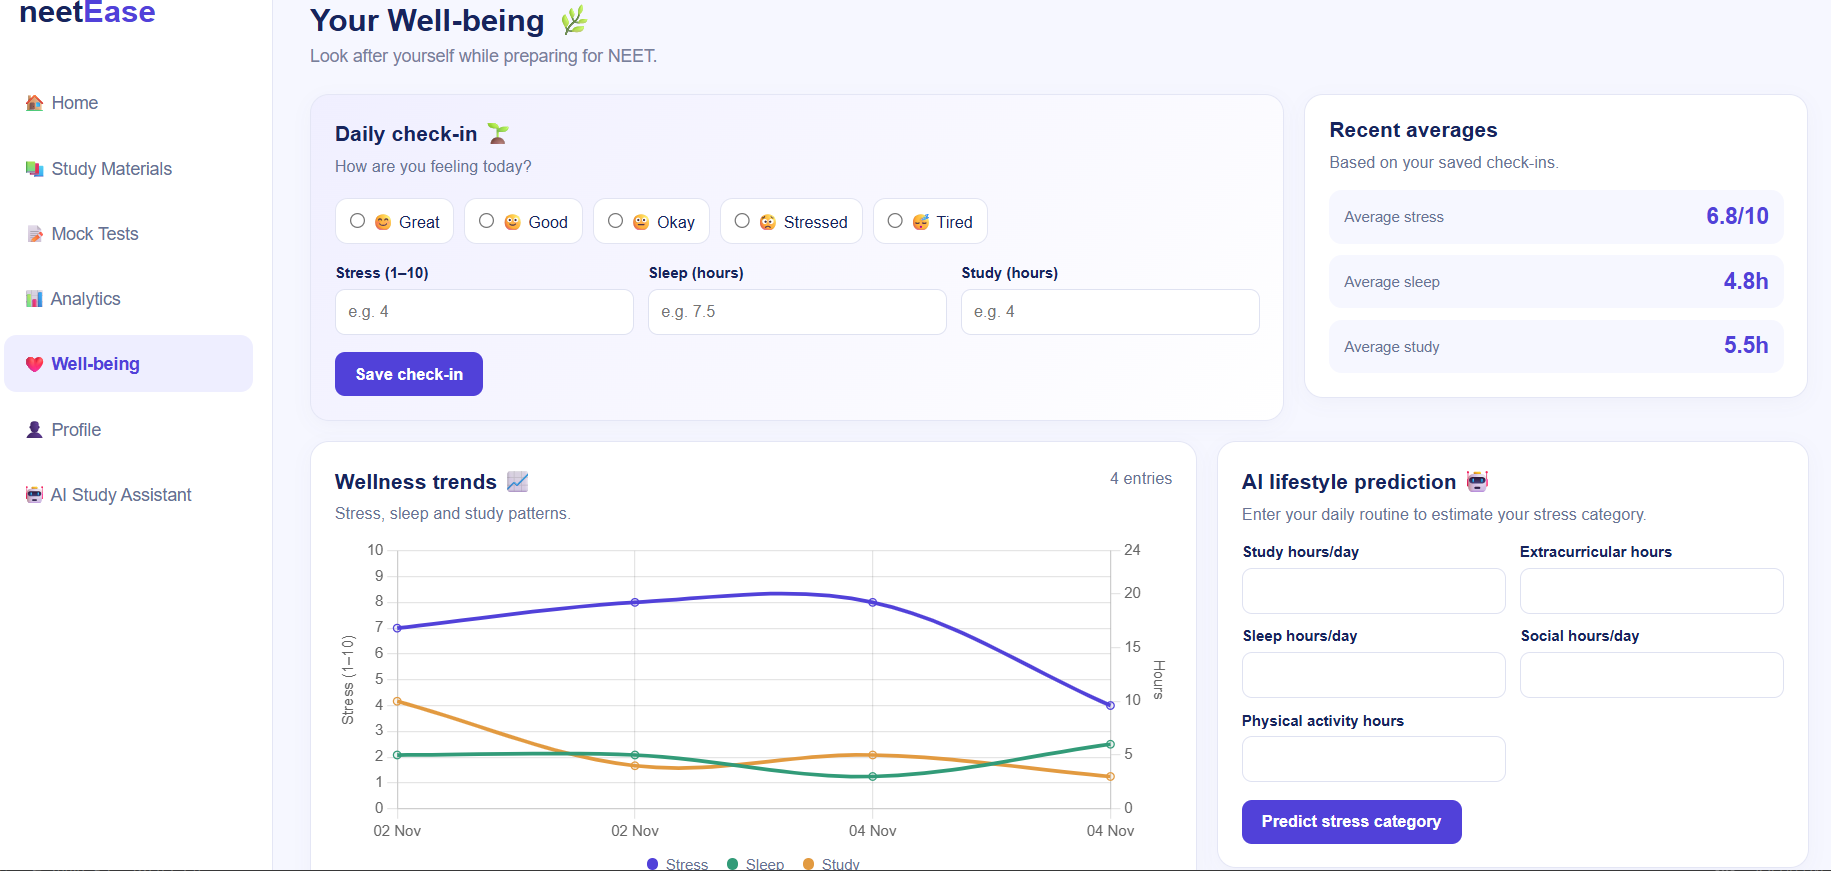 neetEase
Home
Study Materials
Mock Tests
Analytics
Well-being
Profile
AI Study Assistant
Your Well-being
Look after yourself while preparing for NEET.
Daily check-in
How are you feeling today?
Great Good Okay Stressed Tired
Stress (1–10) Sleep (hours) Study (hours)
e.g. 4 e.g. 7.5 e.g. 4
Save check-in
Recent averages
Based on your saved check-ins.
Average stress 6.8/10
Average sleep 4.8h
Average study 5.5h
Wellness trends 4 entries
Stress, sleep and study patterns.
10 24
9
8 20
7
6 15
5
4 10
3
2 5
1
0 0
Stress (1–10)
Hours
02 Nov 02 Nov 04 Nov 04 Nov
Stress Sleep Study
AI lifestyle prediction
Enter your daily routine to estimate your stress category.
Study hours/day Extracurricular hours
Sleep hours/day Social hours/day
Physical activity hours
Predict stress category